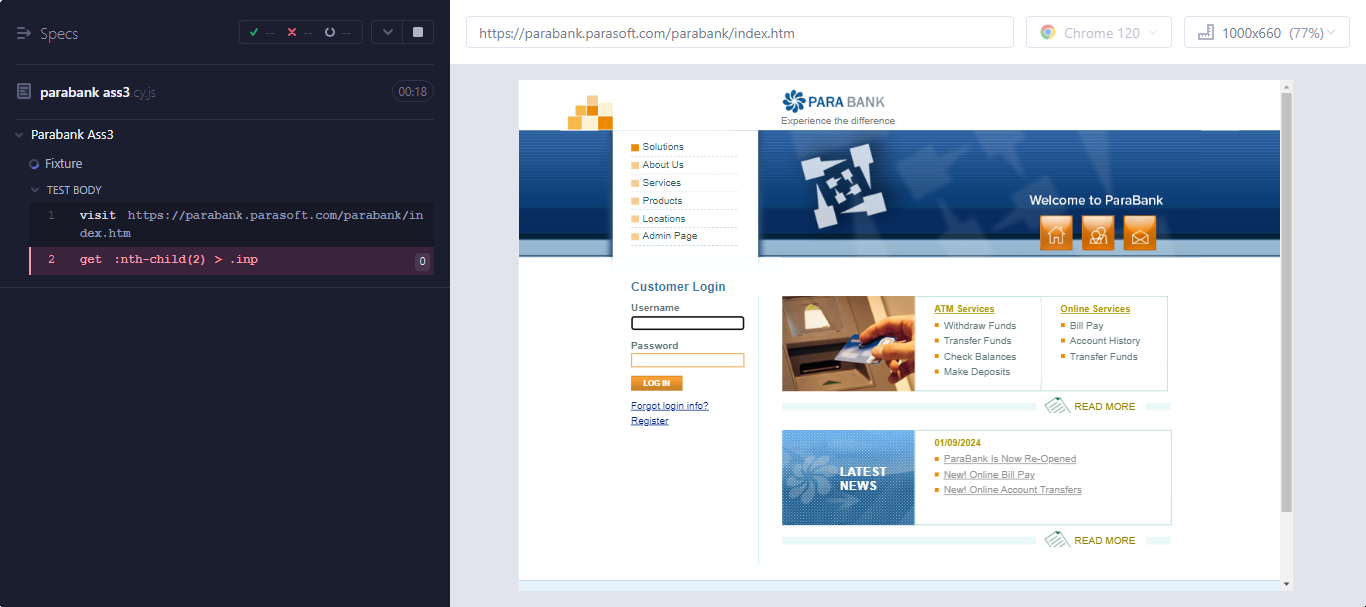 Specs
-- -- --
parabank ass3.cy.js
00:18
Parabank Ass3
Fixture
TEST BODY
1 visit https://parabank.parasoft.com/parabank/in
dex.htm
2 get :nth-child(2) > .inp 0
https://parabank.parasoft.com/parabank/index.htm
Chrome 120
1000x660 (77%)
PARA BANK
Experience the difference
Solutions
About Us
Services
Products
Locations
Admin Page
Welcome to ParaBank
Customer Login
Username
Password
LOG IN
Forgot login info?
Register
ATM Services
Withdraw Funds
Transfer Funds
Check Balances
Make Deposits
Online Services
Bill Pay
Account History
Transfer Funds
READ MORE
LATEST
NEWS
01/09/2024
ParaBank Is Now Re-Opened
New! Online Bill Pay
New! Online Account Transfers
READ MORE